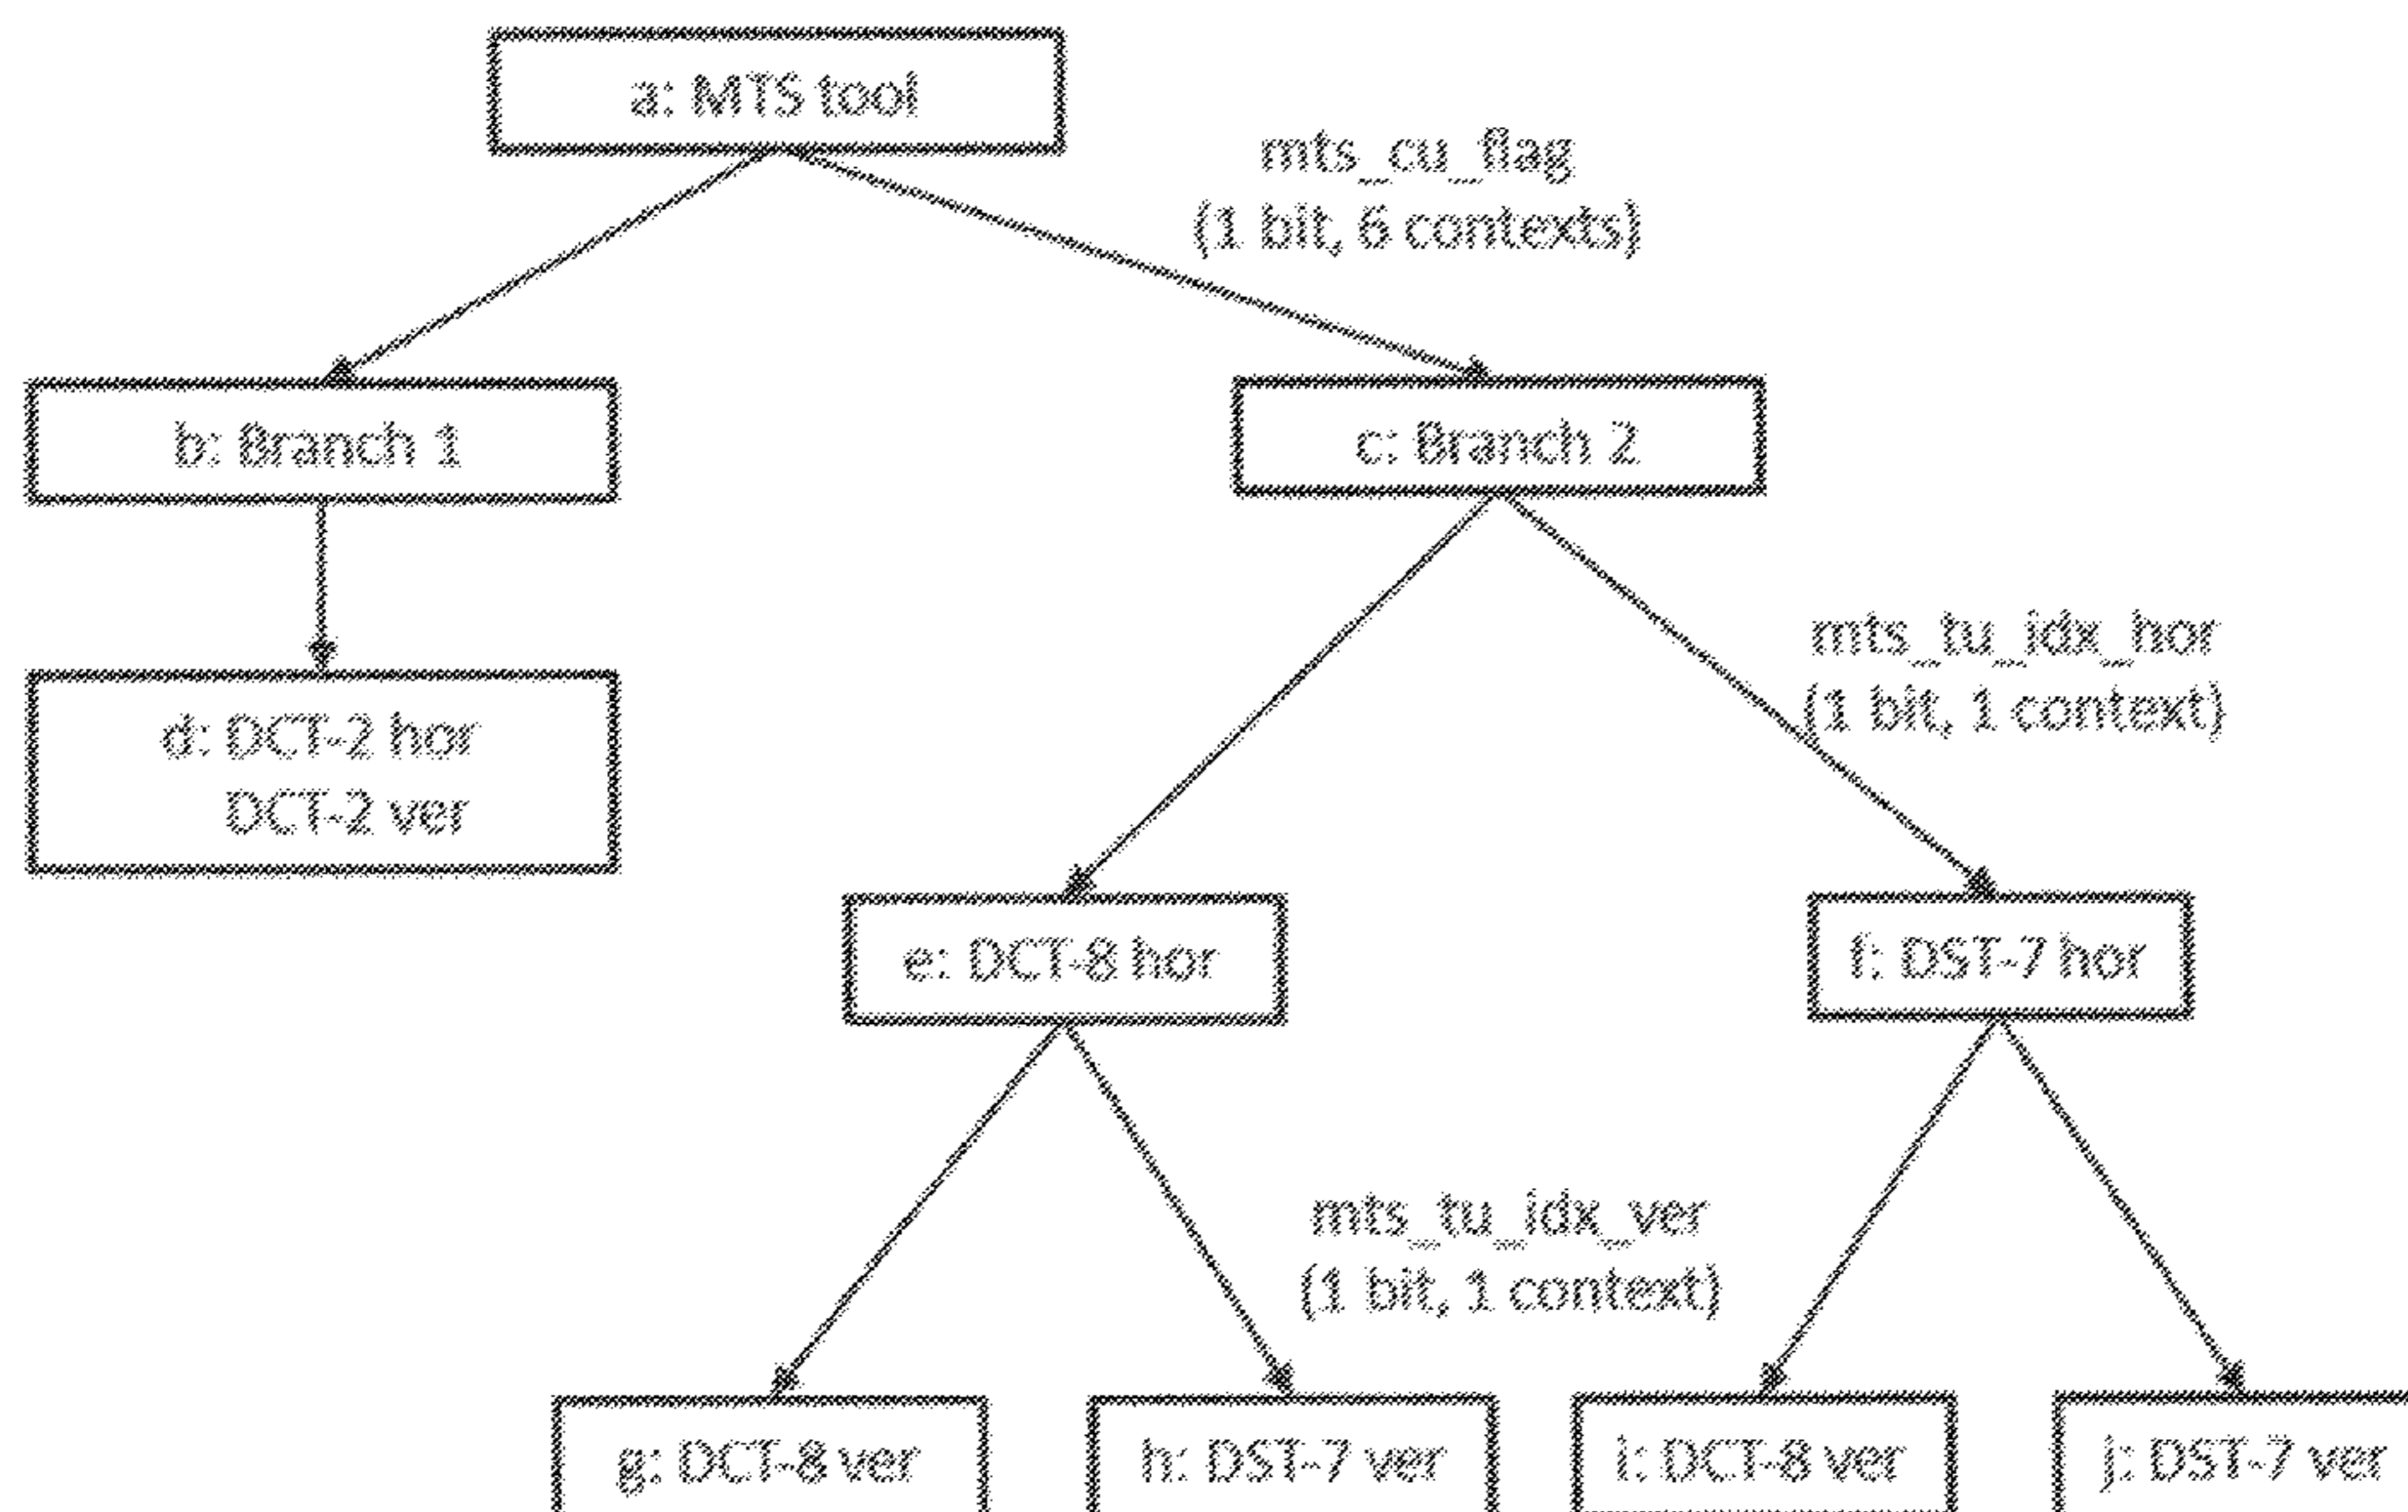 a: MTS tool
mts_cu_flag
(1 bit, 6 contexts)
b: Branch 1
c: Branch 2
mts_tu_idx_hor
(1 bit, 1 context)
d: DCT-2 hor
DCT-2 ver
e: DCT-8 hor
f: DST-7 hor
mts_tu_idx_ver
(1 bit, 1 context)
g: DCT-8 ver
h: DST-7 ver
i: DCT-8 ver
j: DST-7 ver